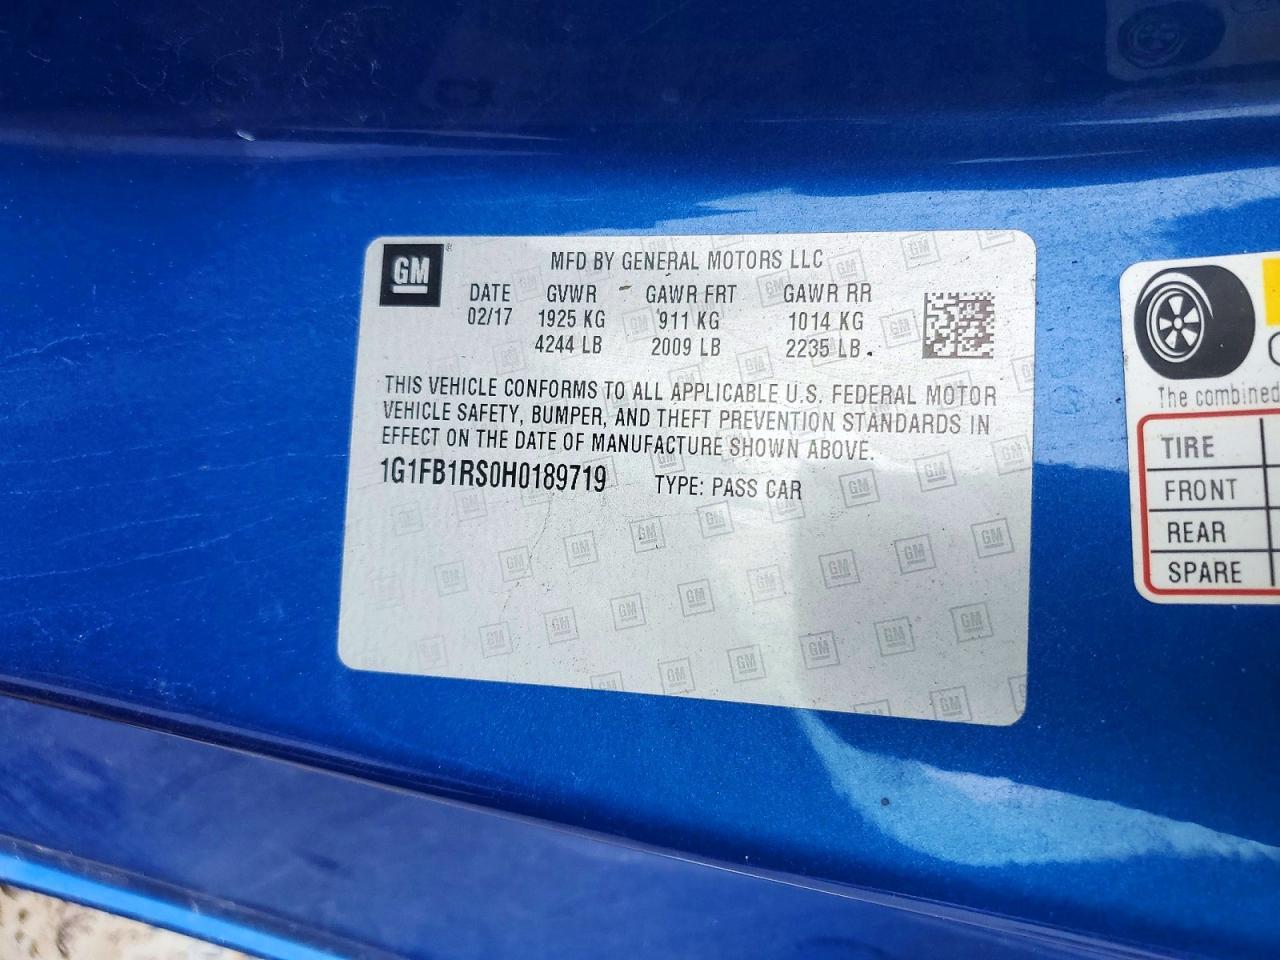 GM
MFD BY GENERAL MOTORS LLC
DATE GVWR GAWR FRT GAWR RR
02/17 1925 KG 911 KG 1014 KG
4244 LB 2009 LB 2235 LB.
THIS VEHICLE CONFORMS TO ALL APPLICABLE U.S. FEDERAL MOTOR
VEHICLE SAFETY, BUMPER, AND THEFT PREVENTION STANDARDS IN
EFFECT ON THE DATE OF MANUFACTURE SHOWN ABOVE.
1G1FB1RS0H0189719 TYPE: PASS CAR
The combined
TIRE
FRONT
REAR
SPARE